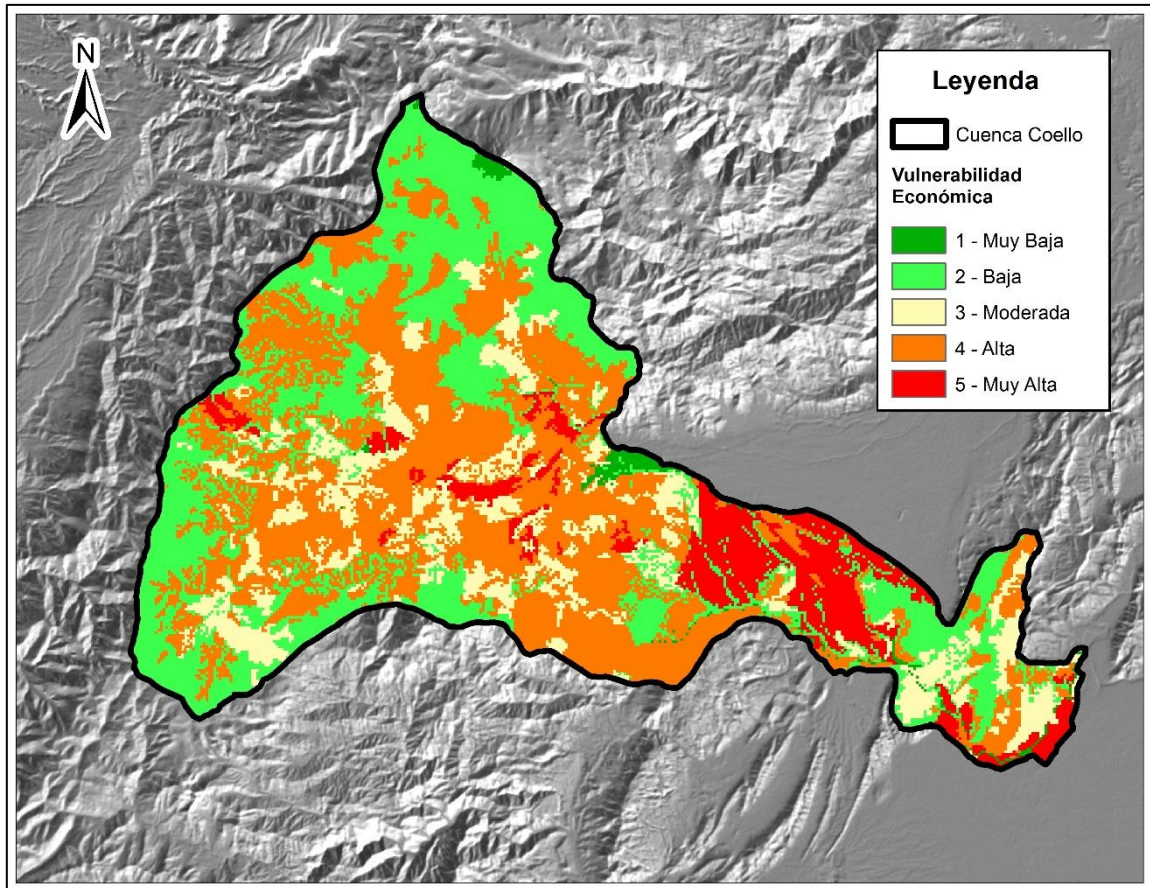 N
Leyenda
Cuenca Coello
Vulnerabilidad
Económica
1 - Muy Baja
2 - Baja
3 - Moderada
4 - Alta
5 - Muy Alta